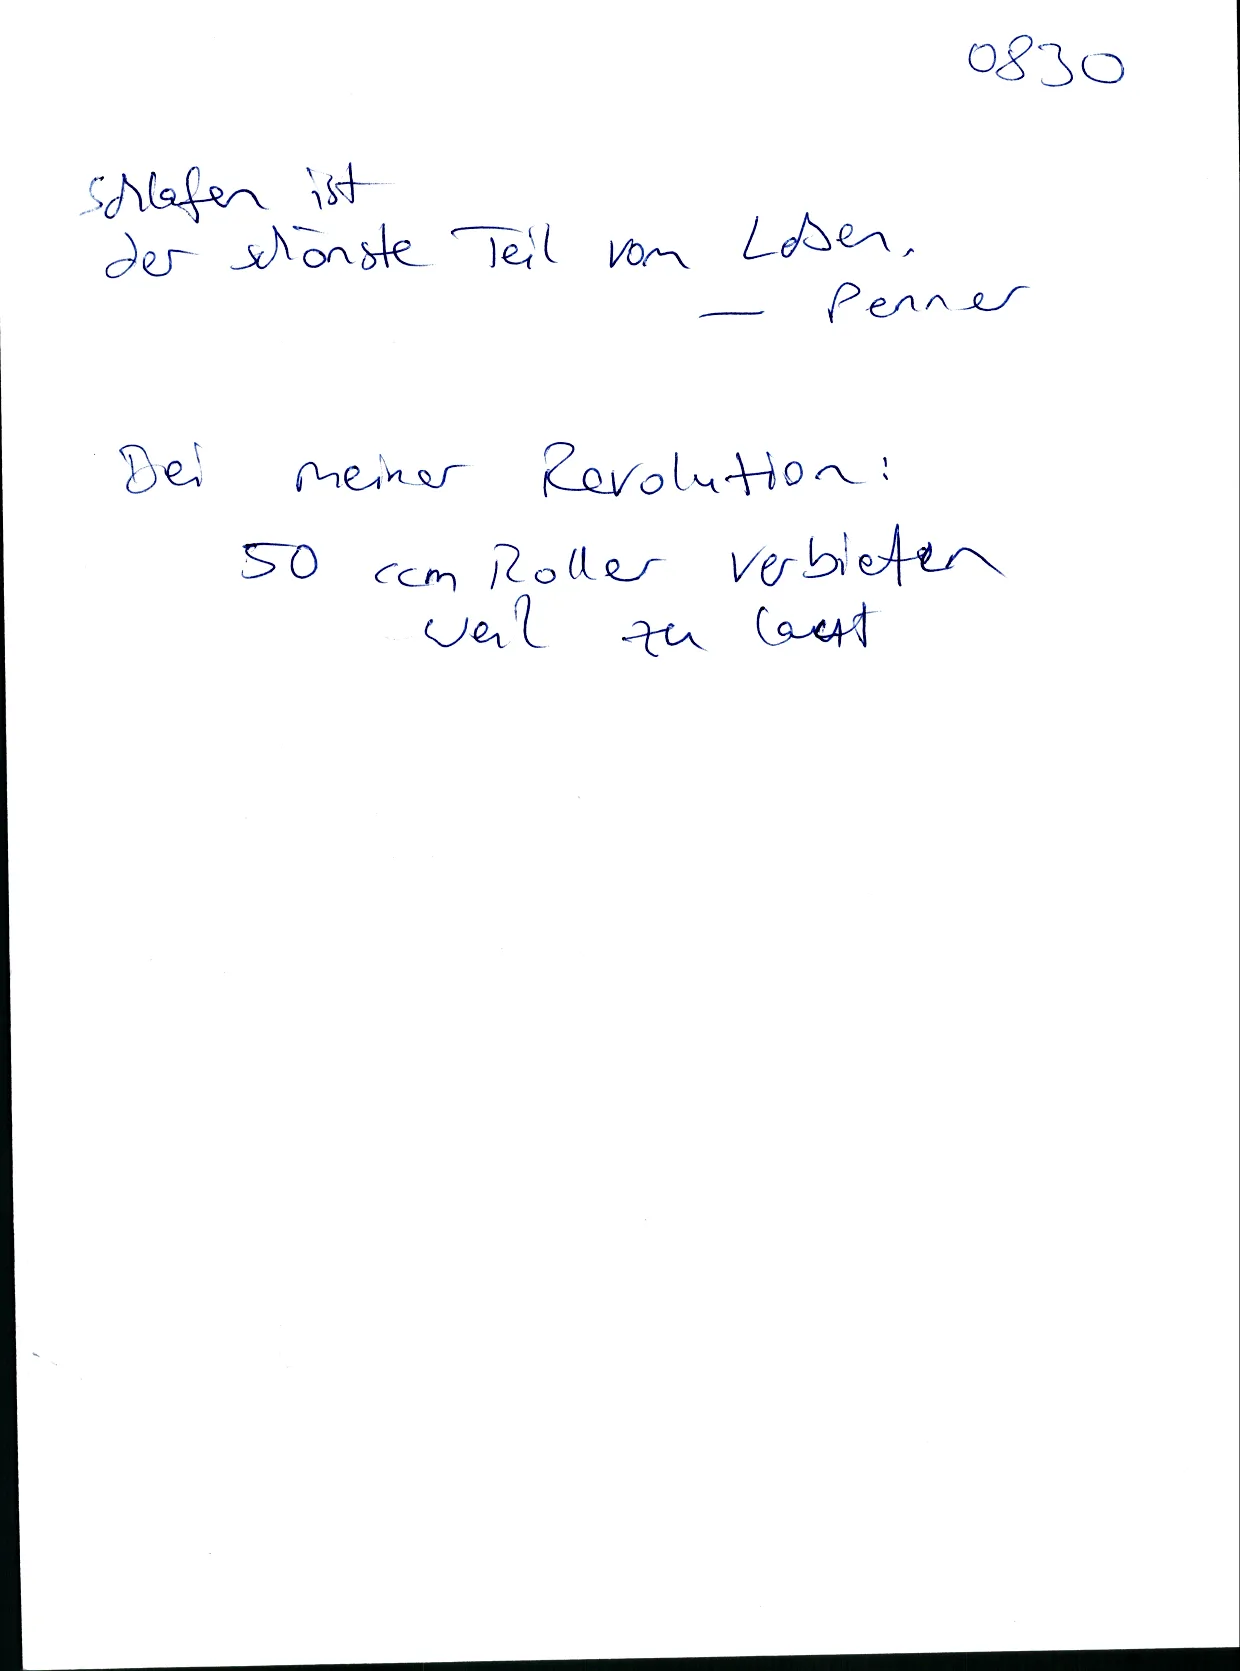 0830
Schlafen ist
der schönste Teil vom Leben.
— Penner
Bei meiner Revolution:
50 ccm Roller verbieten
weil zu laut